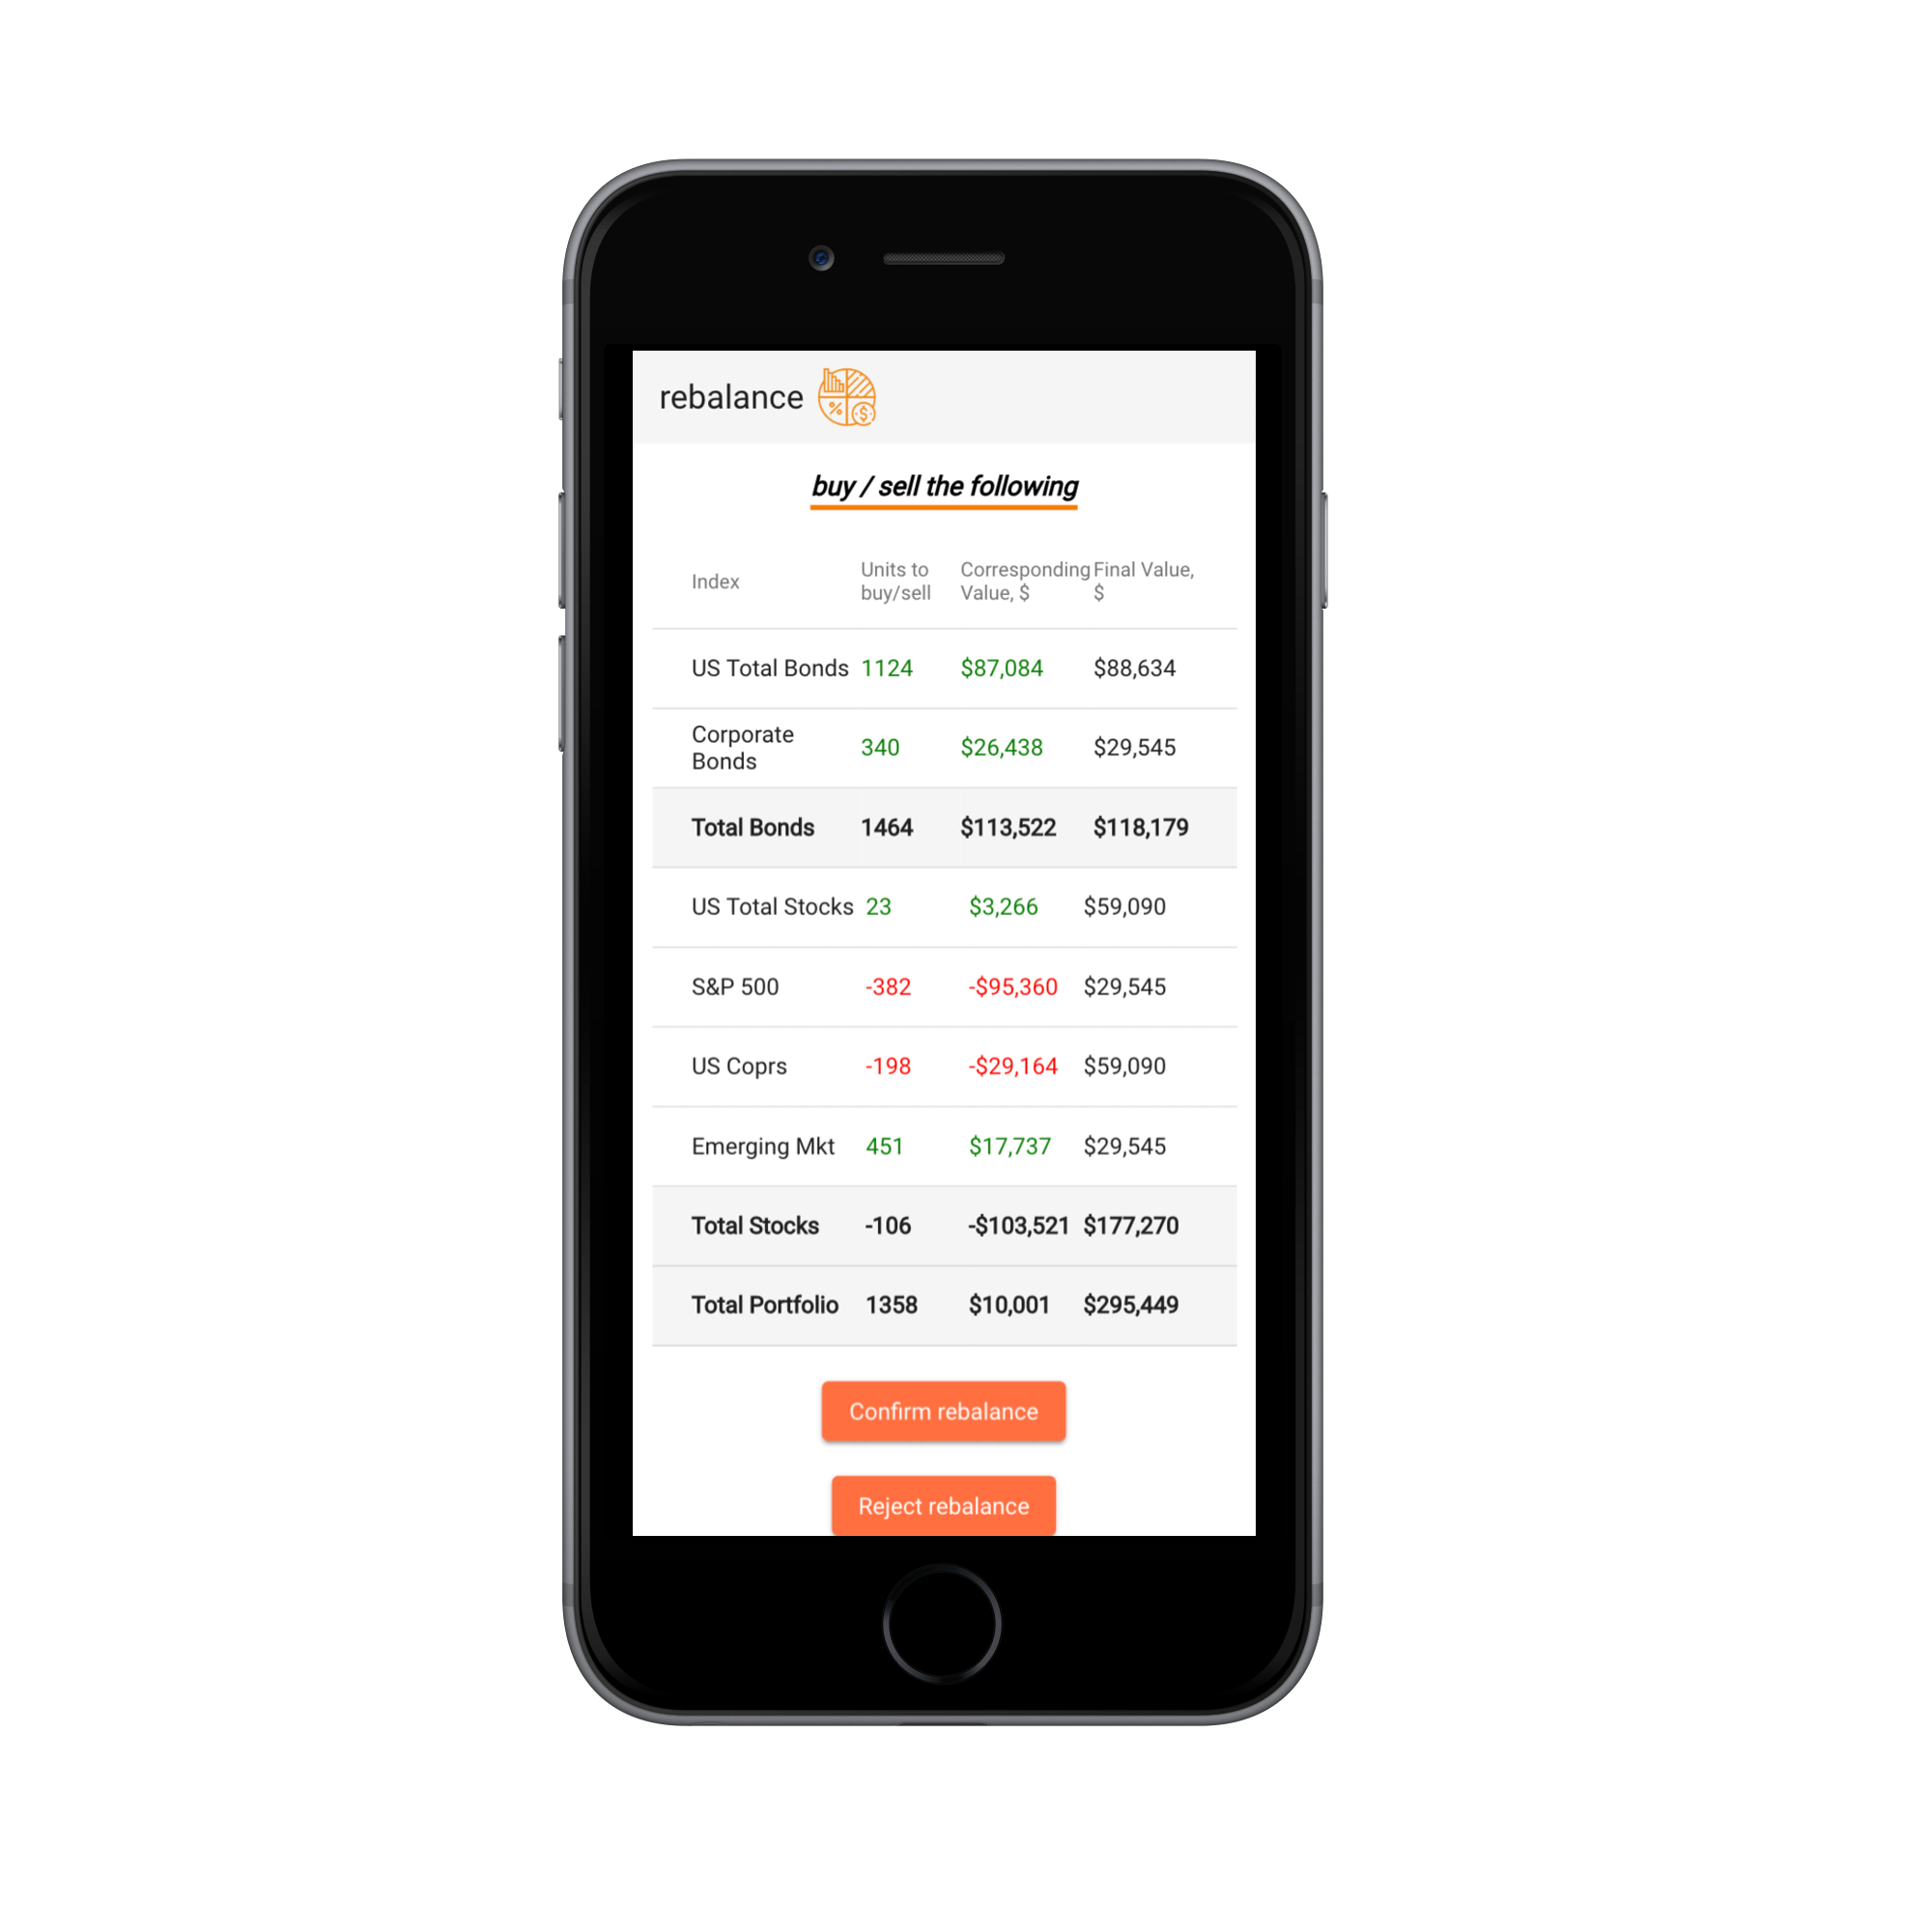 rebalance
buy / sell the following
Index Units to buy/sell Corresponding Value, $ Final Value, $
US Total Bonds 1124 $87,084 $88,634
Corporate Bonds 340 $26,438 $29,545
Total Bonds 1464 $113,522 $118,179
US Total Stocks 23 $3,266 $59,090
S&P 500 -382 -$95,360 $29,545
US Coprs -198 -$29,164 $59,090
Emerging Mkt 451 $17,737 $29,545
Total Stocks -106 -$103,521 $177,270
Total Portfolio 1358 $10,001 $295,449
Confirm rebalance
Reject rebalance